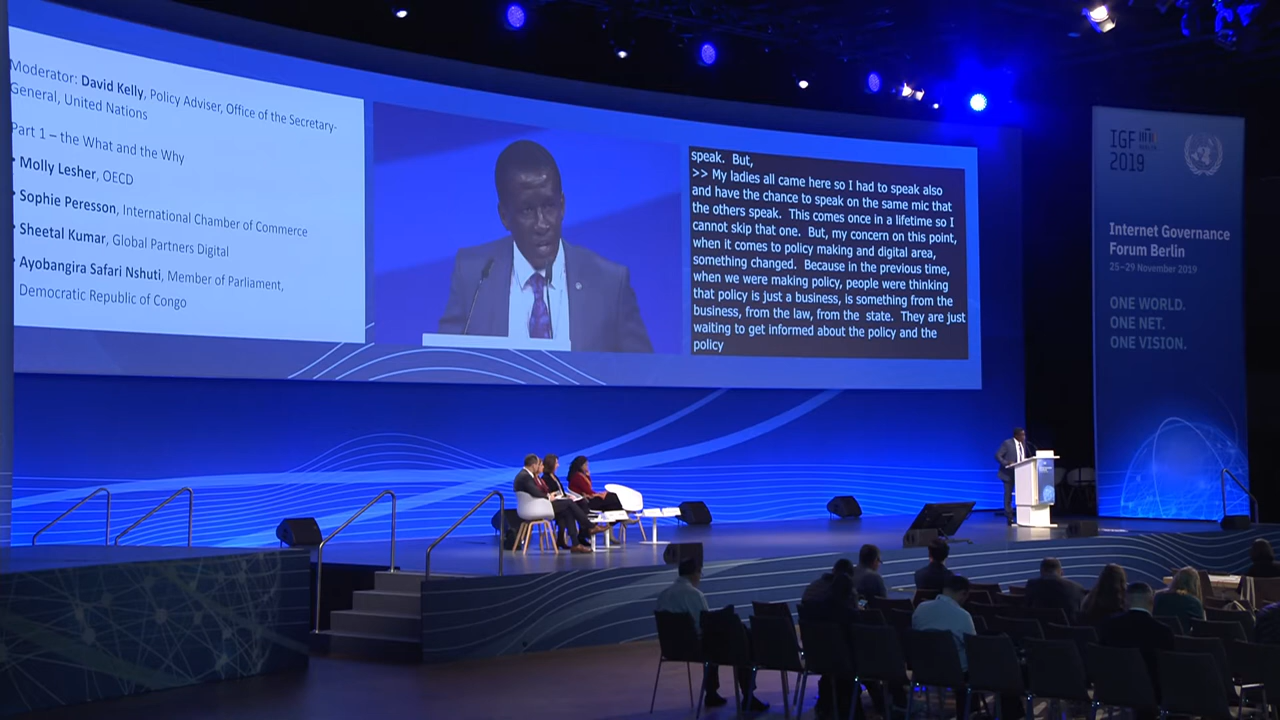 Moderator: David Kelly, Policy Adviser, Office of the Secretary-
General, United Nations
Part 1 – the What and the Why
• Molly Lesher, OECD
• Sophie Peresson, International Chamber of Commerce
• Sheetal Kumar, Global Partners Digital
• Ayobangira Safari Nshuti, Member of Parliament,
Democratic Republic of Congo
speak. But,
>> My ladies all came here so I had to speak also
and have the chance to speak on the same mic that
the others speak. This comes once in a lifetime so I
cannot skip that one. But, my concern on this point,
when it comes to policy making and digital area,
something changed. Because in the previous time,
when we were making policy, people were thinking
that policy is just a business, is something from the
business, from the law, from the state. They are just
waiting to get informed about the policy and the
policy
IGF
2019
Internet Governance
Forum Berlin
25–29 November 2019
ONE WORLD.
ONE NET.
ONE VISION.